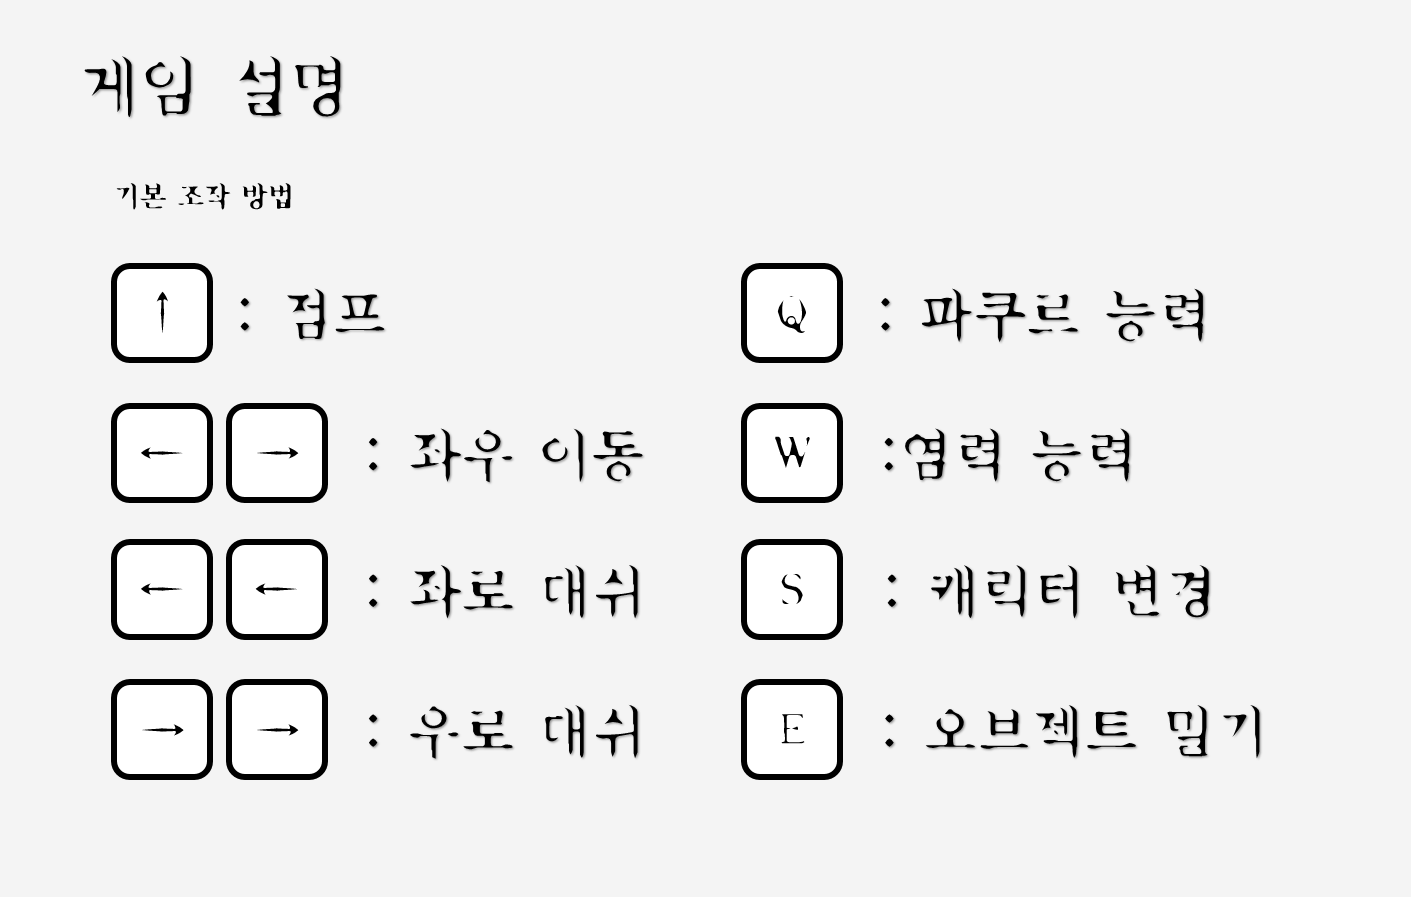 게임 설명
기본 조작 방법
↑ : 점프
Q : 파쿠르 능력
← → : 좌우 이동
W :염력 능력
← ← : 좌로 대쉬
S : 캐릭터 변경
→ → : 우로 대쉬
E : 오브젝트 밀기